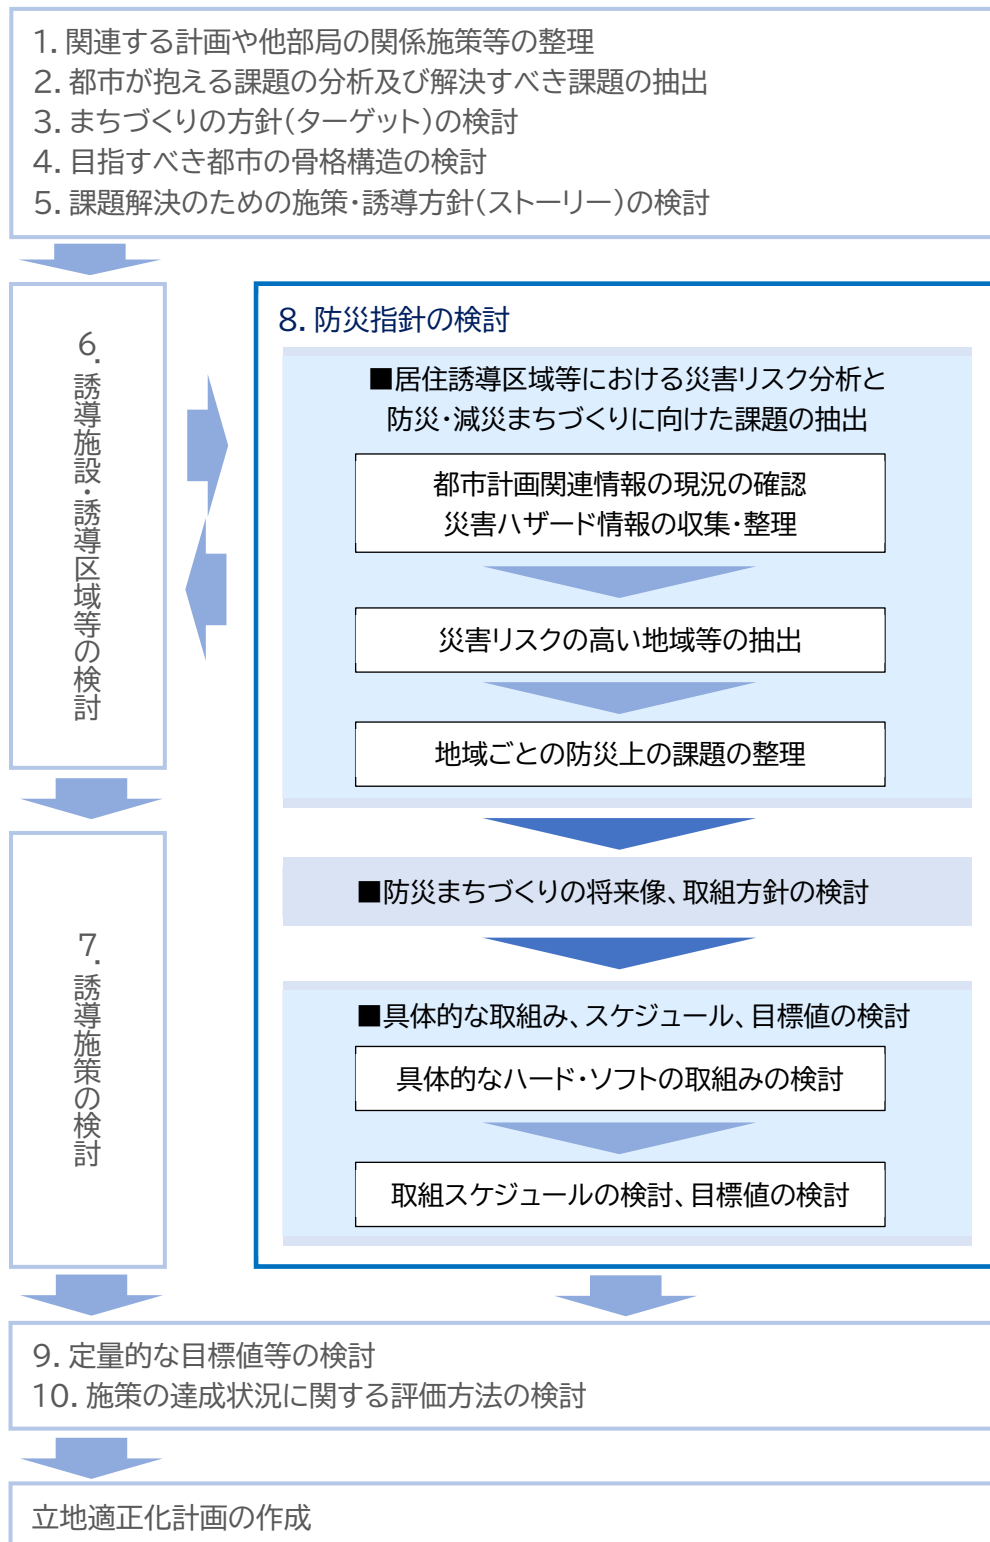 1. 関連する計画や他部局の関係施策等の整理
2. 都市が抱える課題の分析及び解決すべき課題の抽出
3. まちづくりの方針(ターゲット)の検討
4. 目指すべき都市の骨格構造の検討
5. 課題解決のための施策・誘導方針(ストーリー)の検討
6. 誘導施設・誘導区域等の検討
7. 誘導施策の検討
8. 防災指針の検討
■居住誘導区域等における災害リスク分析と
防災・減災まちづくりに向けた課題の抽出
都市計画関連情報の現況の確認
災害ハザード情報の収集・整理
災害リスクの高い地域等の抽出
地域ごとの防災上の課題の整理
■防災まちづくりの将来像、取組方針の検討
■具体的な取組み、スケジュール、目標値の検討
具体的なハード・ソフトの取組みの検討
取組スケジュールの検討、目標値の検討
9. 定量的な目標値等の検討
10. 施策の達成状況に関する評価方法の検討
立地適正化計画の作成